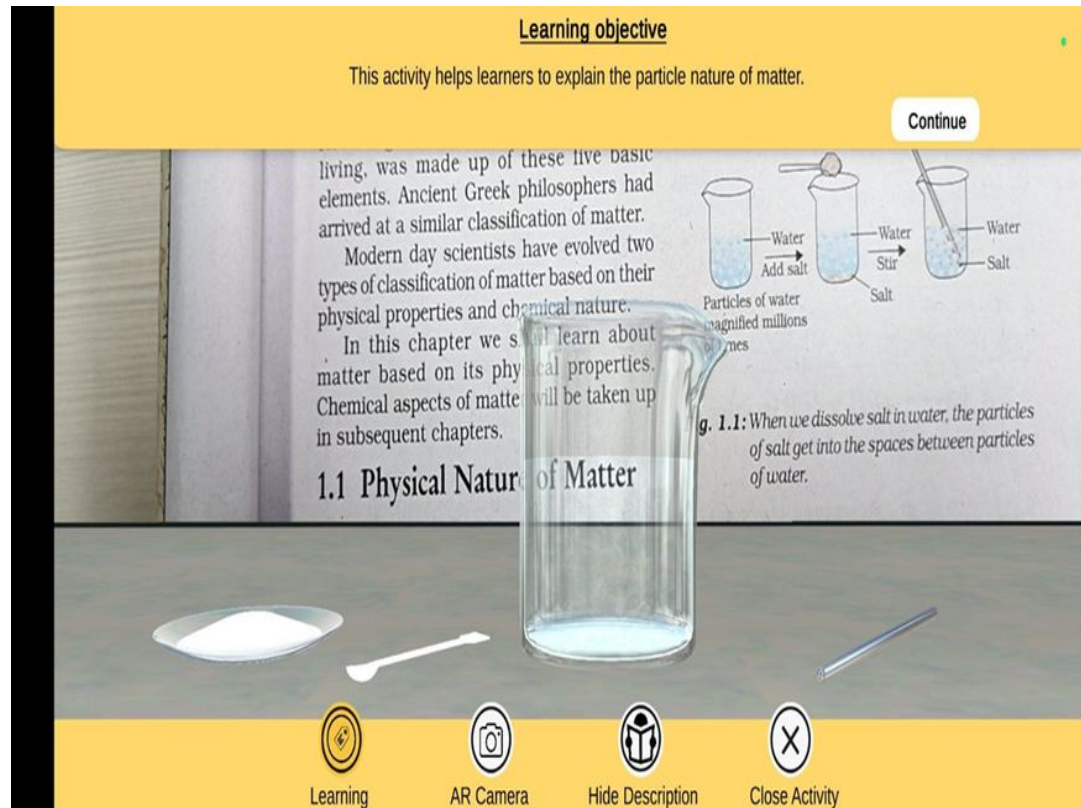 Learning objective
This activity helps learners to explain the particle nature of matter.
Continue
living, was made up of these five basic
elements. Ancient Greek philosophers had
arrived at a similar classification of matter.
Modern day scientists have evolved two
types of classification of matter based on their
physical properties and chemical nature.
In this chapter we shall learn about
matter based on its physical properties.
Chemical aspects of matter will be taken up
in subsequent chapters.
1.1 Physical Nature of Matter
Water
Add salt
Water
Stir
Salt
Water
Salt
Particles of water
magnified millions
g. 1.1: When we dissolve salt in water, the particles
of salt get into the spaces between particles
of water.
Learning
AR Camera
Hide Description
Close Activity